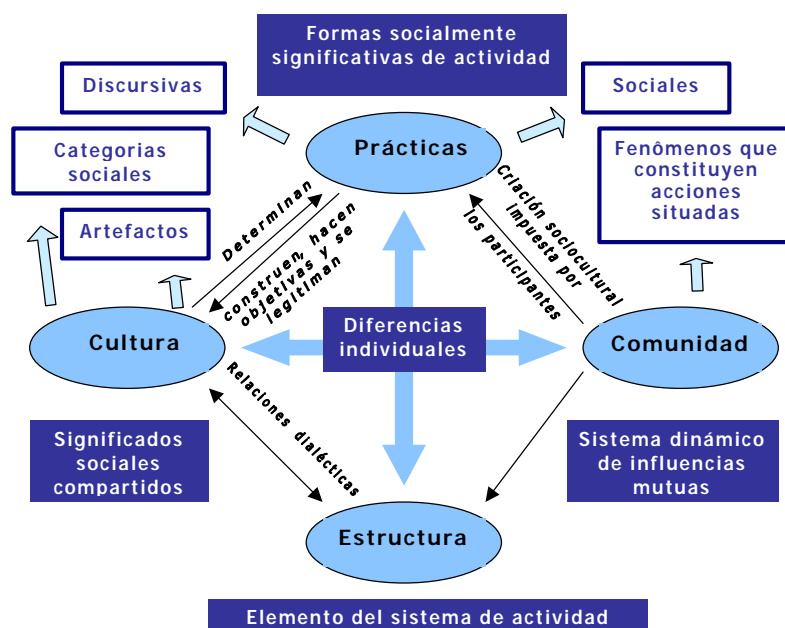 Formas socialmente
significativas de actividad
Discursivas
Sociales
Categorias
sociales
Prácticas
Fenômenos que
constituyen
acciones
situadas
Artefactos
Determinan
construen, hacen
objetivas y se
legitiman
Criación sociocultural
impuesta por
los participantes
Cultura
Diferencias
individuales
Comunidad
Relaciones dialécticas
Significados
sociales
compartidos
Sistema dinámico
de influencias
mutuas
Estructura
Elemento del sistema de actividad